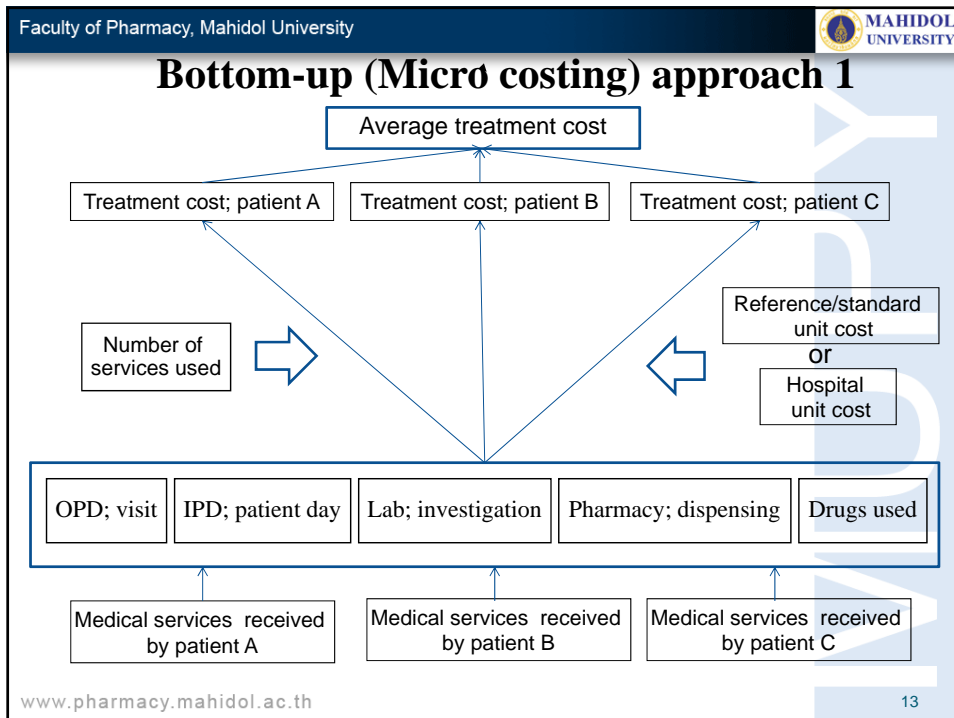 Faculty of Pharmacy, Mahidol University
MAHIDOL
UNIVERSITY
Bottom-up (Micro costing) approach 1
Average treatment cost
Treatment cost; patient A
Treatment cost; patient B
Treatment cost; patient C
Number of
services used
Reference/standard
unit cost
or
Hospital
unit cost
OPD; visit
IPD; patient day
Lab; investigation
Pharmacy; dispensing
Drugs used
Medical services received
by patient A
Medical services received
by patient B
Medical services received
by patient C
www.pharmacy.mahidol.ac.th
13